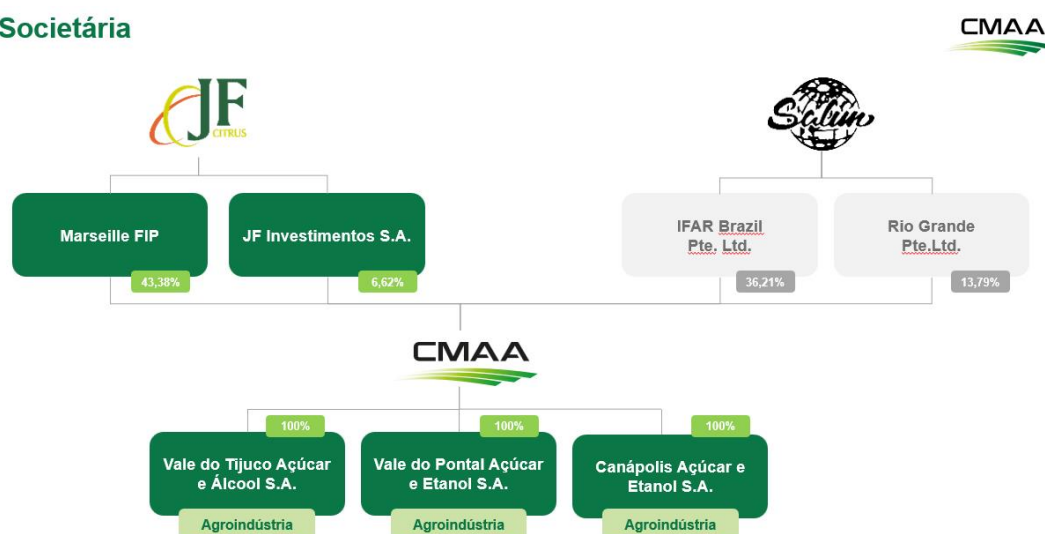 Societária
CMAA
JF
CITRUS
Salim
Marseille FIP
JF Investimentos S.A.
IFAR Brazil
Pte. Ltd.
Rio Grande
Pte.Ltd.
43,38%
6,62%
36,21%
13,79%
CMAA
100%
100%
100%
Vale do Tijuco Açúcar
e Álcool S.A.
Vale do Pontal Açúcar
e Etanol S.A.
Canápolis Açúcar e
Etanol S.A.
Agroindústria
Agroindústria
Agroindústria